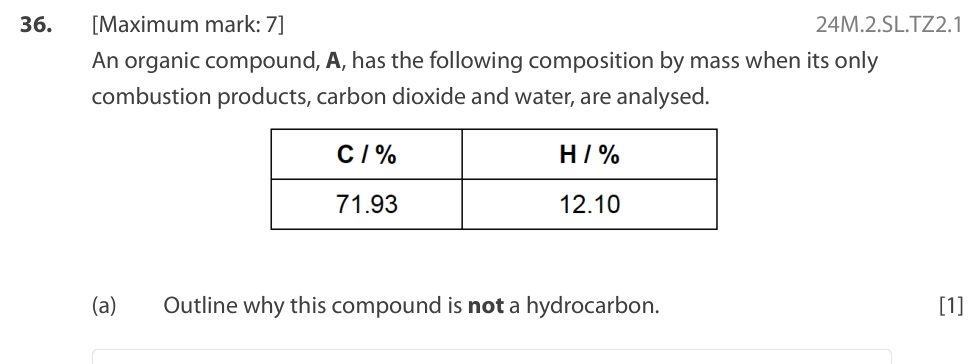 36. [Maximum mark: 7] 24M.2.SL.TZ2.1
An organic compound, A, has the following composition by mass when its only
combustion products, carbon dioxide and water, are analysed.
C / % H / %
71.93 12.10
(a) Outline why this compound is not a hydrocarbon. [1]